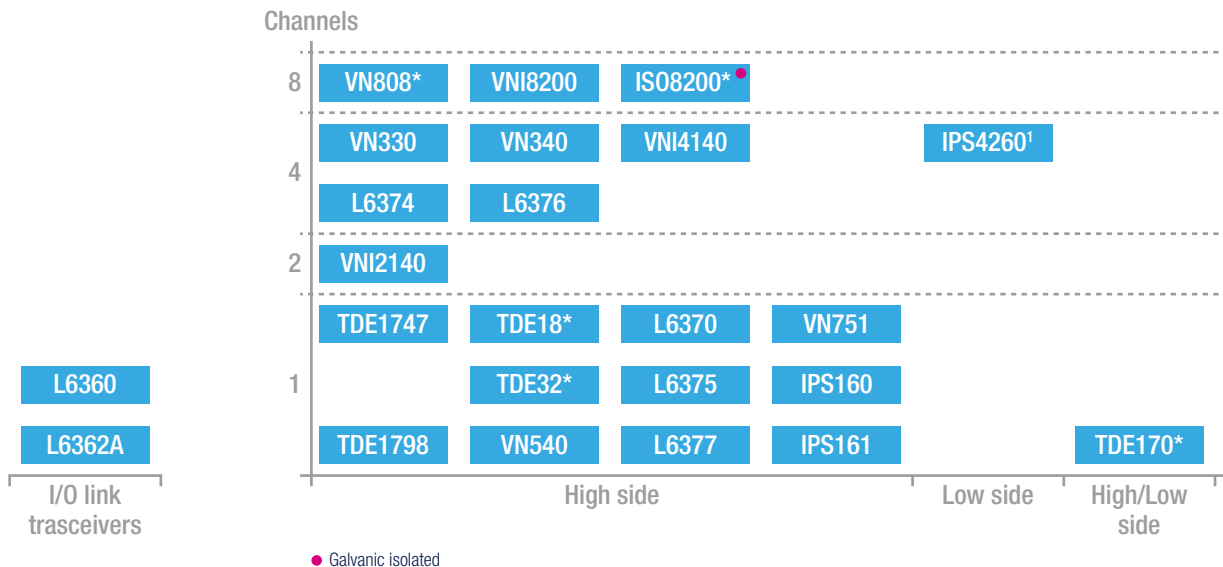 Channels
8 VN808* VNI8200 ISO8200*
VN330 VN340 VNI4140 IPS4260¹
4
L6374 L6376
2 VNI2140
TDE1747 TDE18* L6370 VN751
L6360 1 TDE32* L6375 IPS160
L6362A TDE1798 VN540 L6377 IPS161 TDE170*
I/O link High side Low side High/Low
trasceivers side
Galvanic isolated